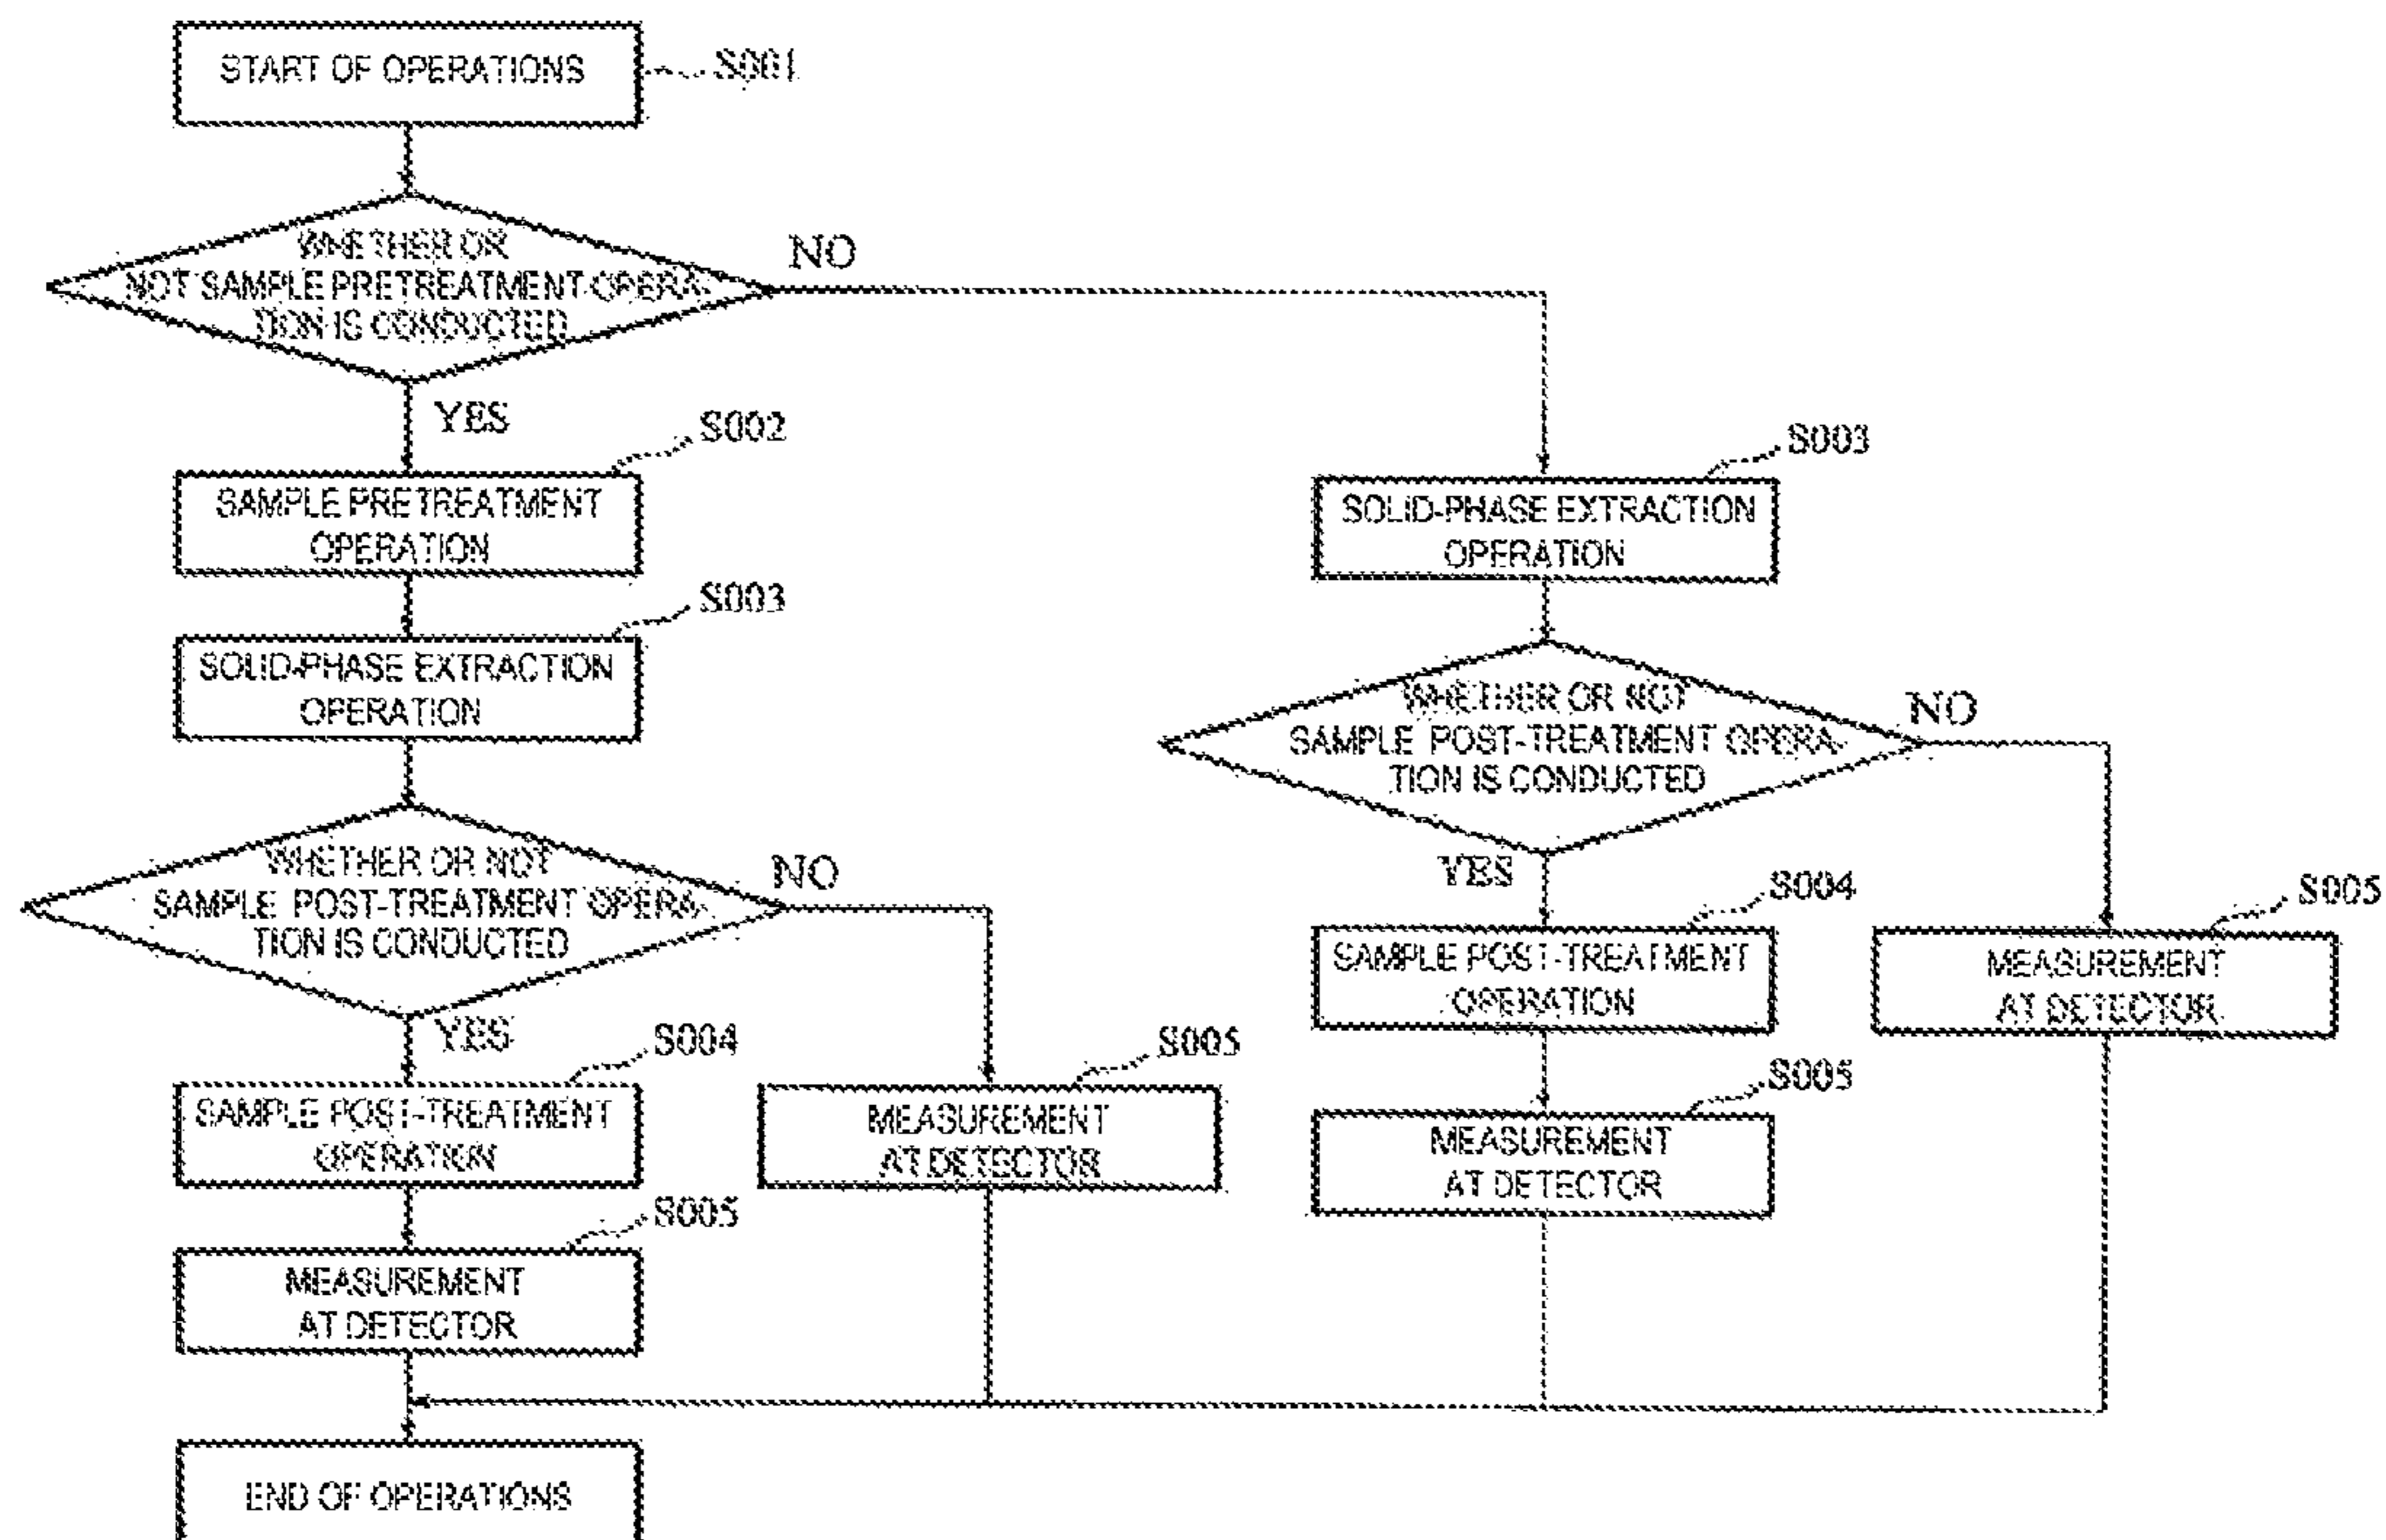 START OF OPERATIONS
S001
WHETHER OR
NOT SAMPLE PRETREATMENT OPERA-
TION IS CONDUCTED
NO
YES
S002
SAMPLE PRETREATMENT
OPERATION
S003
SOLID-PHASE EXTRACTION
OPERATION
WHETHER OR NOT
SAMPLE POST-TREATMENT OPERA-
TION IS CONDUCTED
NO
YES
S004
SAMPLE POST-TREATMENT
OPERATION
S005
MEASUREMENT
AT DETECTOR
S005
MEASUREMENT
AT DETECTOR
S003
SOLID-PHASE EXTRACTION
OPERATION
WHETHER OR NOT
SAMPLE POST-TREATMENT OPERA-
TION IS CONDUCTED
NO
YES
S004
SAMPLE POST-TREATMENT
OPERATION
S005
MEASUREMENT
AT DETECTOR
S005
MEASUREMENT
AT DETECTOR
END OF OPERATIONS